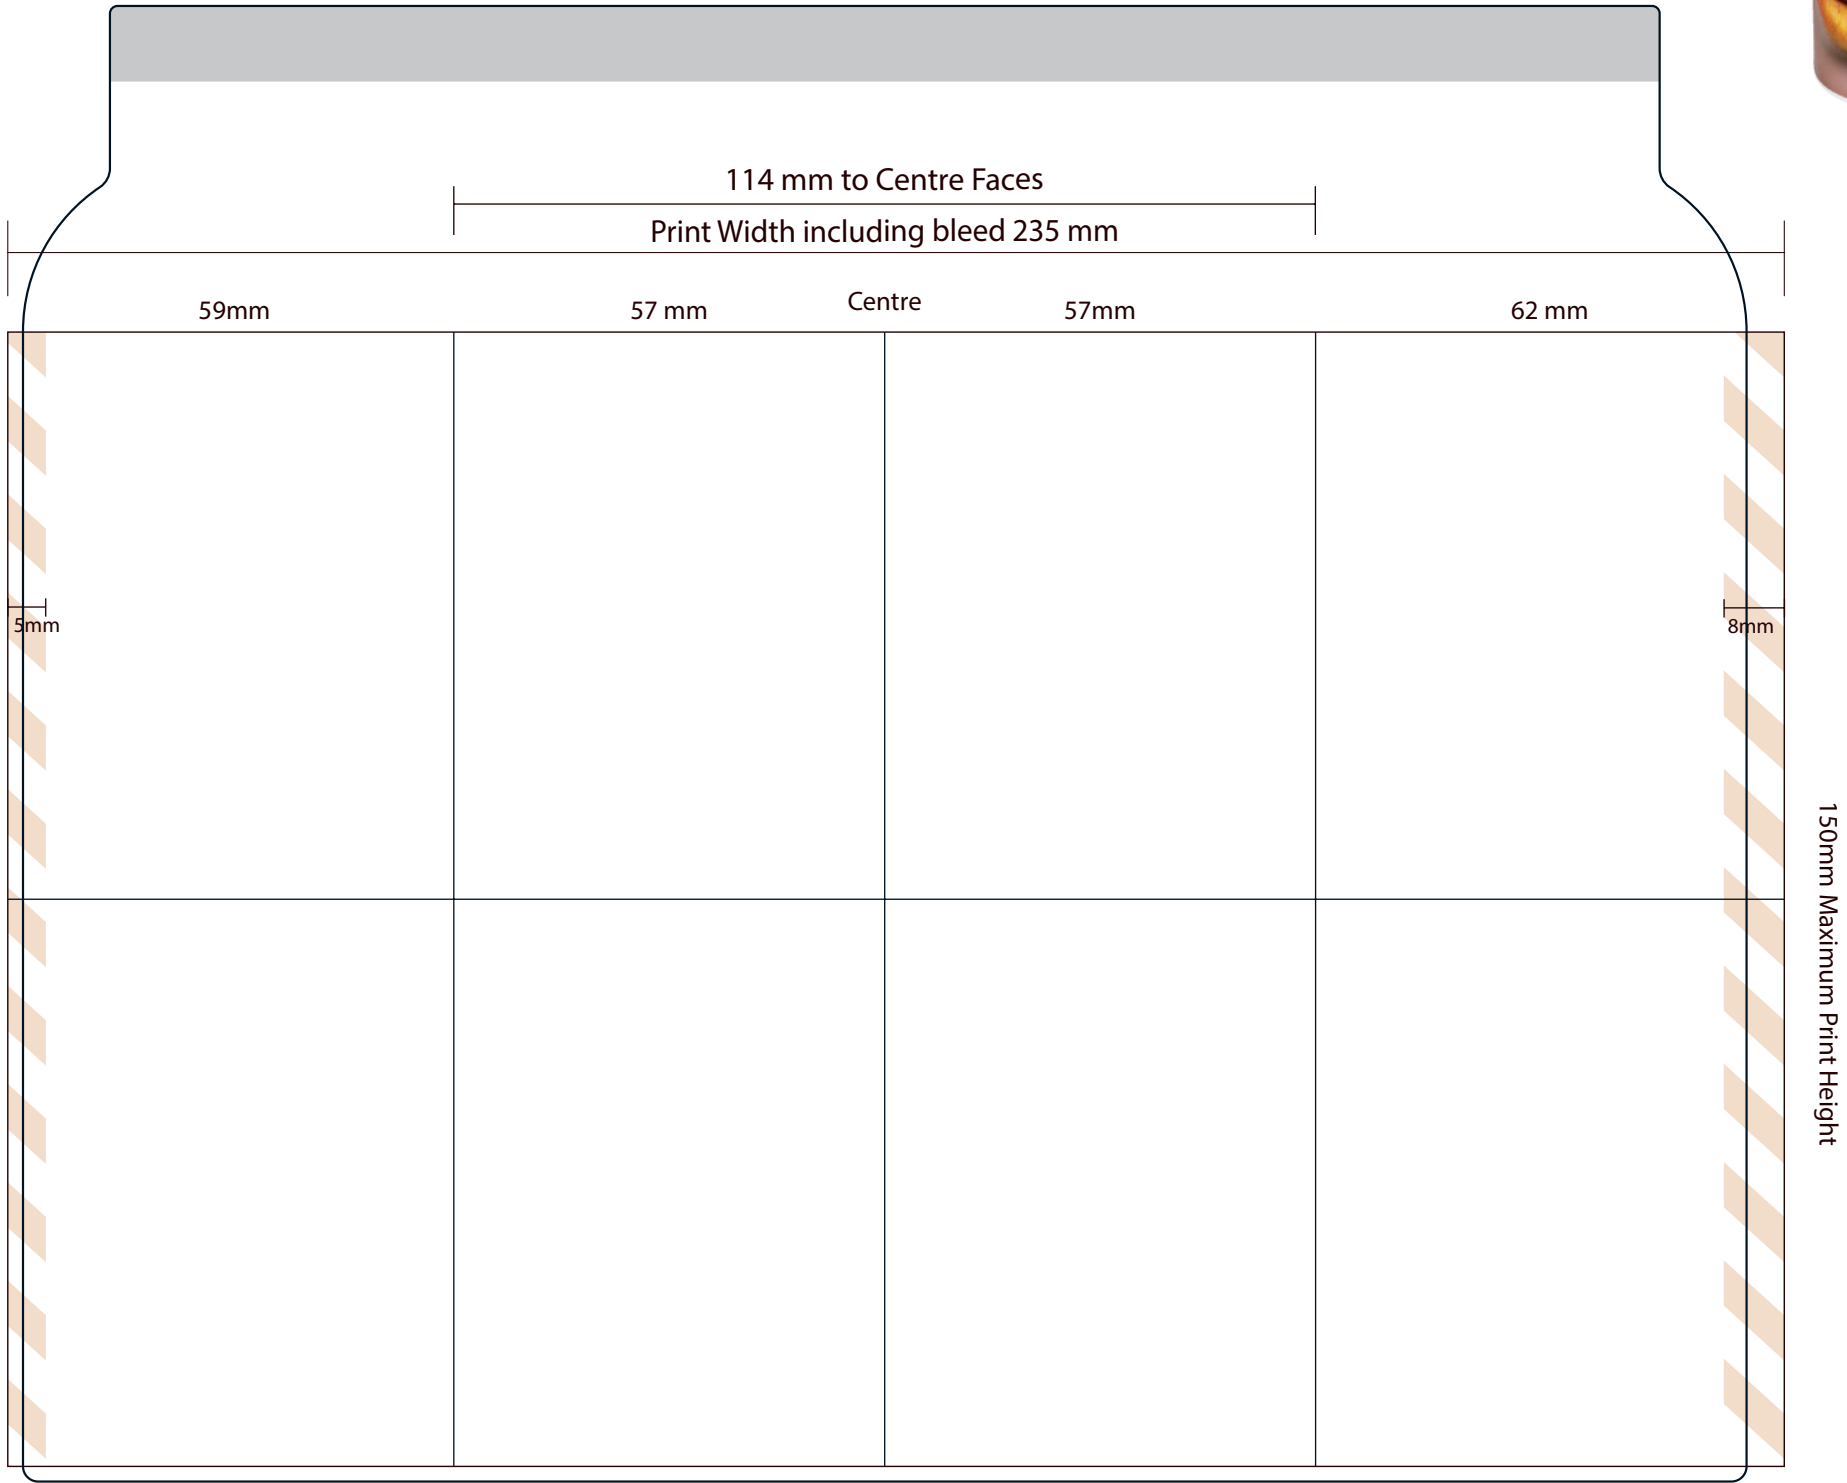 114 mm to Centre Faces
Print Width including bleed 235 mm
59mm
57 mm
Centre
57mm
62 mm
5mm
8mm
150mm Maximum Print Height